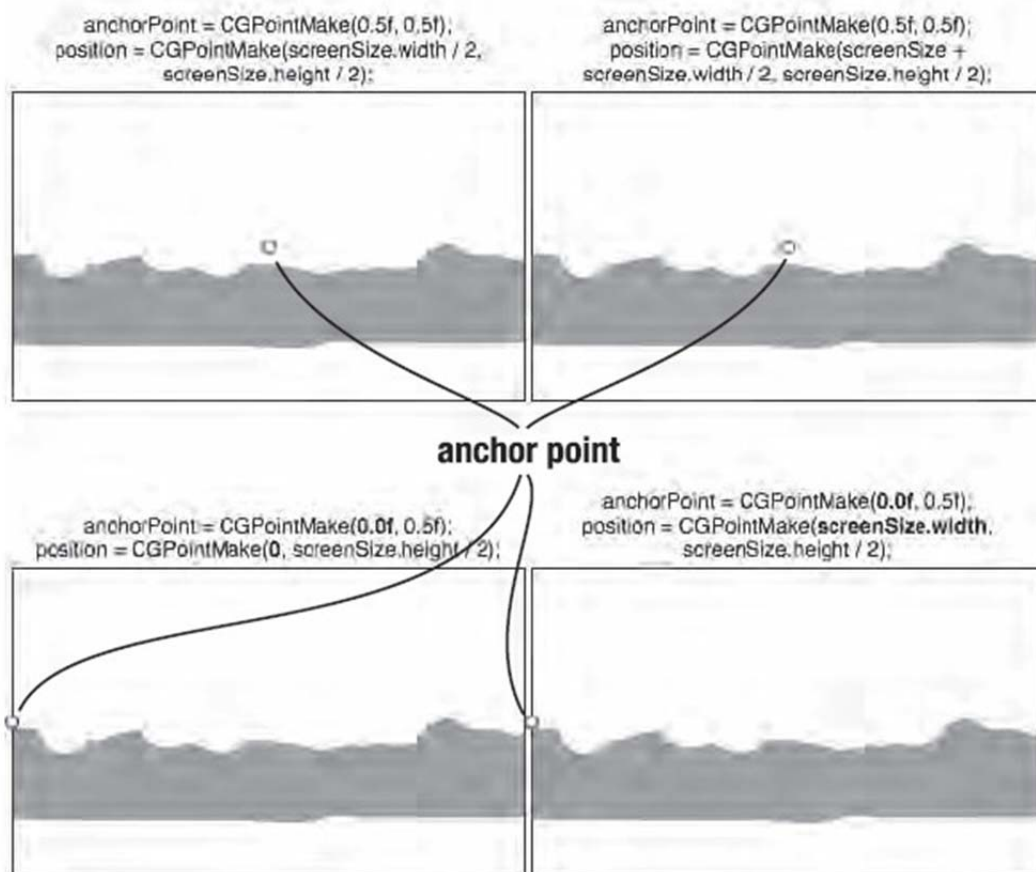 anchorPoint = CGPointMake(0.5f, 0.5f);
position = CGPointMake(screenSize.width / 2,
screenSize.height / 2);
anchorPoint = CGPointMake(0.5f, 0.5f);
position = CGPointMake(screenSize +
screenSize.width / 2, screenSize.height / 2);
anchor point
anchorPoint = CGPointMake(0.0f, 0.5f);
position = CGPointMake(0, screenSize.height / 2);
anchorPoint = CGPointMake(0.0f, 0.5f);
position = CGPointMake(screenSize.width,
screenSize.height / 2);